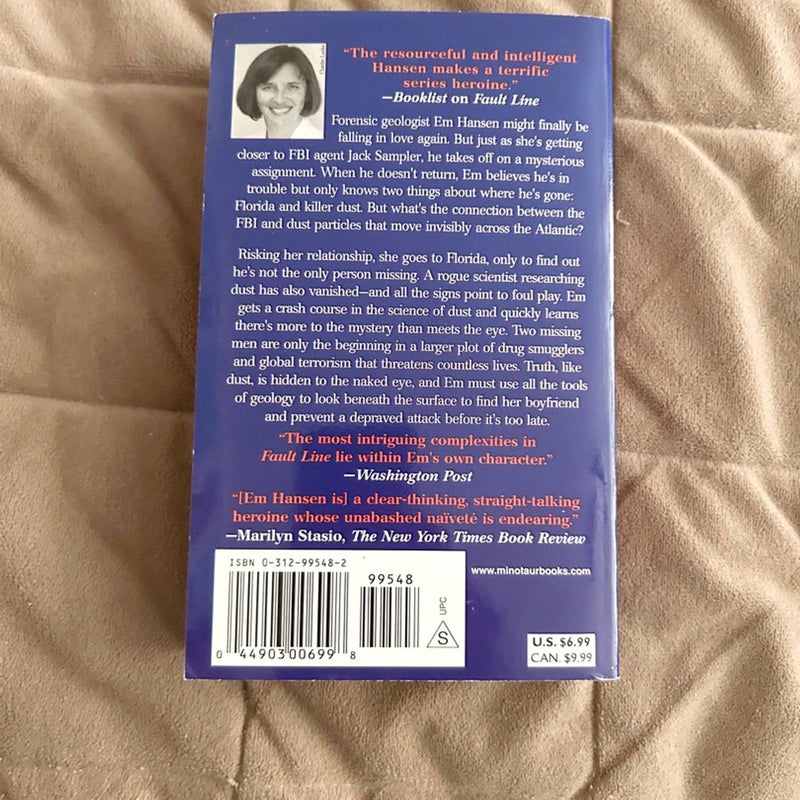 “The resourceful and intelligent
Hansen makes a terrific
series heroine.”
—Booklist on Fault Line
Forensic geologist Em Hansen might finally be
falling in love again. But just as she's getting
closer to FBI agent Jack Sampler, he takes off on a mysterious
assignment. When he doesn't return, Em believes he's in
trouble but only knows two things about where he's gone:
Florida and killer dust. But what's the connection between the
FBI and dust particles that move invisibly across the Atlantic?
Risking her relationship, she goes to Florida, only to find out
he's not the only person missing. A rogue scientist researching
dust has also vanished—and all the signs point to foul play. Em
gets a crash course in the science of dust and quickly learns
there's more to the mystery than meets the eye. Two missing
men are only the beginning in a larger plot of drug smugglers
and global terrorism that threatens countless lives. Truth, like
dust, is hidden to the naked eye, and Em must use all the tools
of geology to look beneath the surface to find her boyfriend
and prevent a depraved attack before it's too late.
“The most intriguing complexities in
Fault Line lie within Em's own character.”
—Washington Post
“[Em Hansen is] a clear-thinking, straight-talking
heroine whose unabashed naïveté is endearing.”
—Marilyn Stasio, The New York Times Book Review
ISBN 0-312-99548-2
99548
0 44903 00699 8
UPC
S
www.minotaurbooks.com
U.S. $6.99
CAN. $9.99